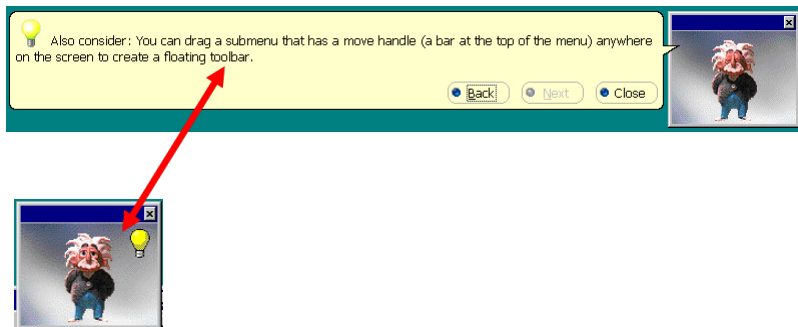 Also consider: You can drag a submenu that has a move handle (a bar at the top of the menu) anywhere
on the screen to create a floating toolbar.
Back Next Close